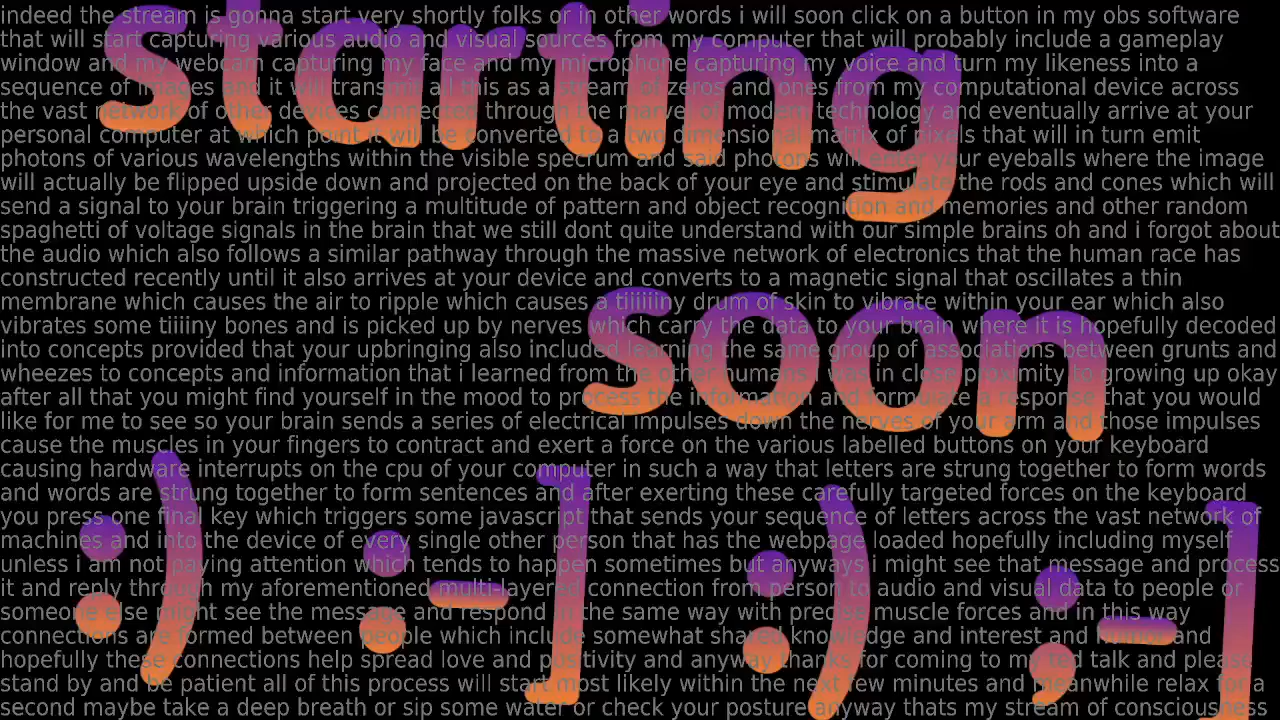 indeed the stream is gonna start very shortly folks or in other words i will soon click on a button in my obs software
that will start capturing various audio and visual sources from my computer that will probably include a gameplay
window and my webcam capturing my face and my microphone capturing my voice and turn my likeness into a
sequence of images and it will transmit all this as a stream of zeros and ones from my computational device across
the vast network of other devices connected through the marvel of modern technology and eventually arrive at your
personal computer at which point it will be converted to a two dimensional matrix of pixels that will in turn emit
photons of various wavelengths within the visible spectrum and said photons will enter your eyeballs where the image
will actually be flipped upside down and projected on the back of your eye and stimulate the rods and cones which will
send a signal to your brain triggering a multitude of pattern and object recognition and memories and other random
spaghetti of voltage signals in the brain that we still dont quite understand with our simple brains oh and i forgot about
the audio which also follows a similar pathway through the massive network of electronics that the human race has
constructed recently until it also arrives at your device and converts to a magnetic signal that oscillates a thin
membrane which causes the air to ripple which causes a tiiiiiiny drum of skin to vibrate within your ear which also
vibrates some tiiiiny bones and is picked up by nerves which carry the data to your brain where it is hopefully decoded
into concepts provided that your upbringing also included learning the same group of associations between grunts and
wheezes to concepts and information that i learned from the other humans i was in close proximity to growing up okay
after all that you might find yourself in the mood to process the information and formulate a response that you would
like for me to see so your brain sends a series of electrical impulses down the nerves of your arm and those impulses
cause the muscles in your fingers to contract and exert a force on the various labelled buttons on your keyboard
causing hardware interrupts on the cpu of your computer in such a way that letters are strung together to form words
and words are strung together to form sentences and after exerting these carefully targeted forces on the keyboard
you press one final key which triggers some javascript that sends your sequence of letters across the vast network of
machines and into the device of every single other person that has the webpage loaded hopefully including myself
unless i am not paying attention which tends to happen sometimes but anyways i might see that message and process
it and reply through my aforementioned multi-layered connection from person to audio and visual data to people or
someone else might see the message and respond in the same way with precise muscle forces and in this way
connections are formed between people which include somewhat shared knowledge and interest and and
hopefully these connections help spread love and positivity and anyway thanks for coming to my ted talk and please
stand by and be patient all of this process will start most likely within the next few minutes and meanwhile relax for a
second maybe take a deep breath or sip some water or check your posture anyway thats my stream of consciousness
starting
soon
:) :-] :) :-]